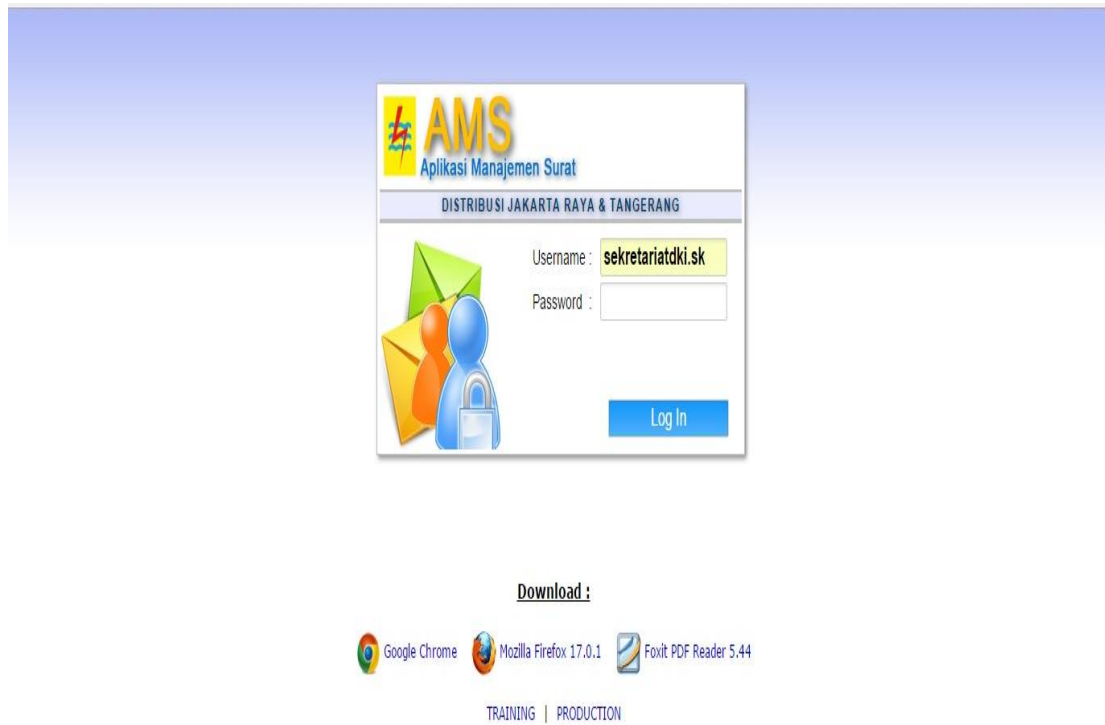 AMS
Aplikasi Manajemen Surat
DISTRIBUSI JAKARTA RAYA & TANGERANG
Username : sekretariatdki.sk
Password :
Log In
Download :
Google Chrome Mozilla Firefox 17.0.1 Foxit PDF Reader 5.44
TRAINING | PRODUCTION